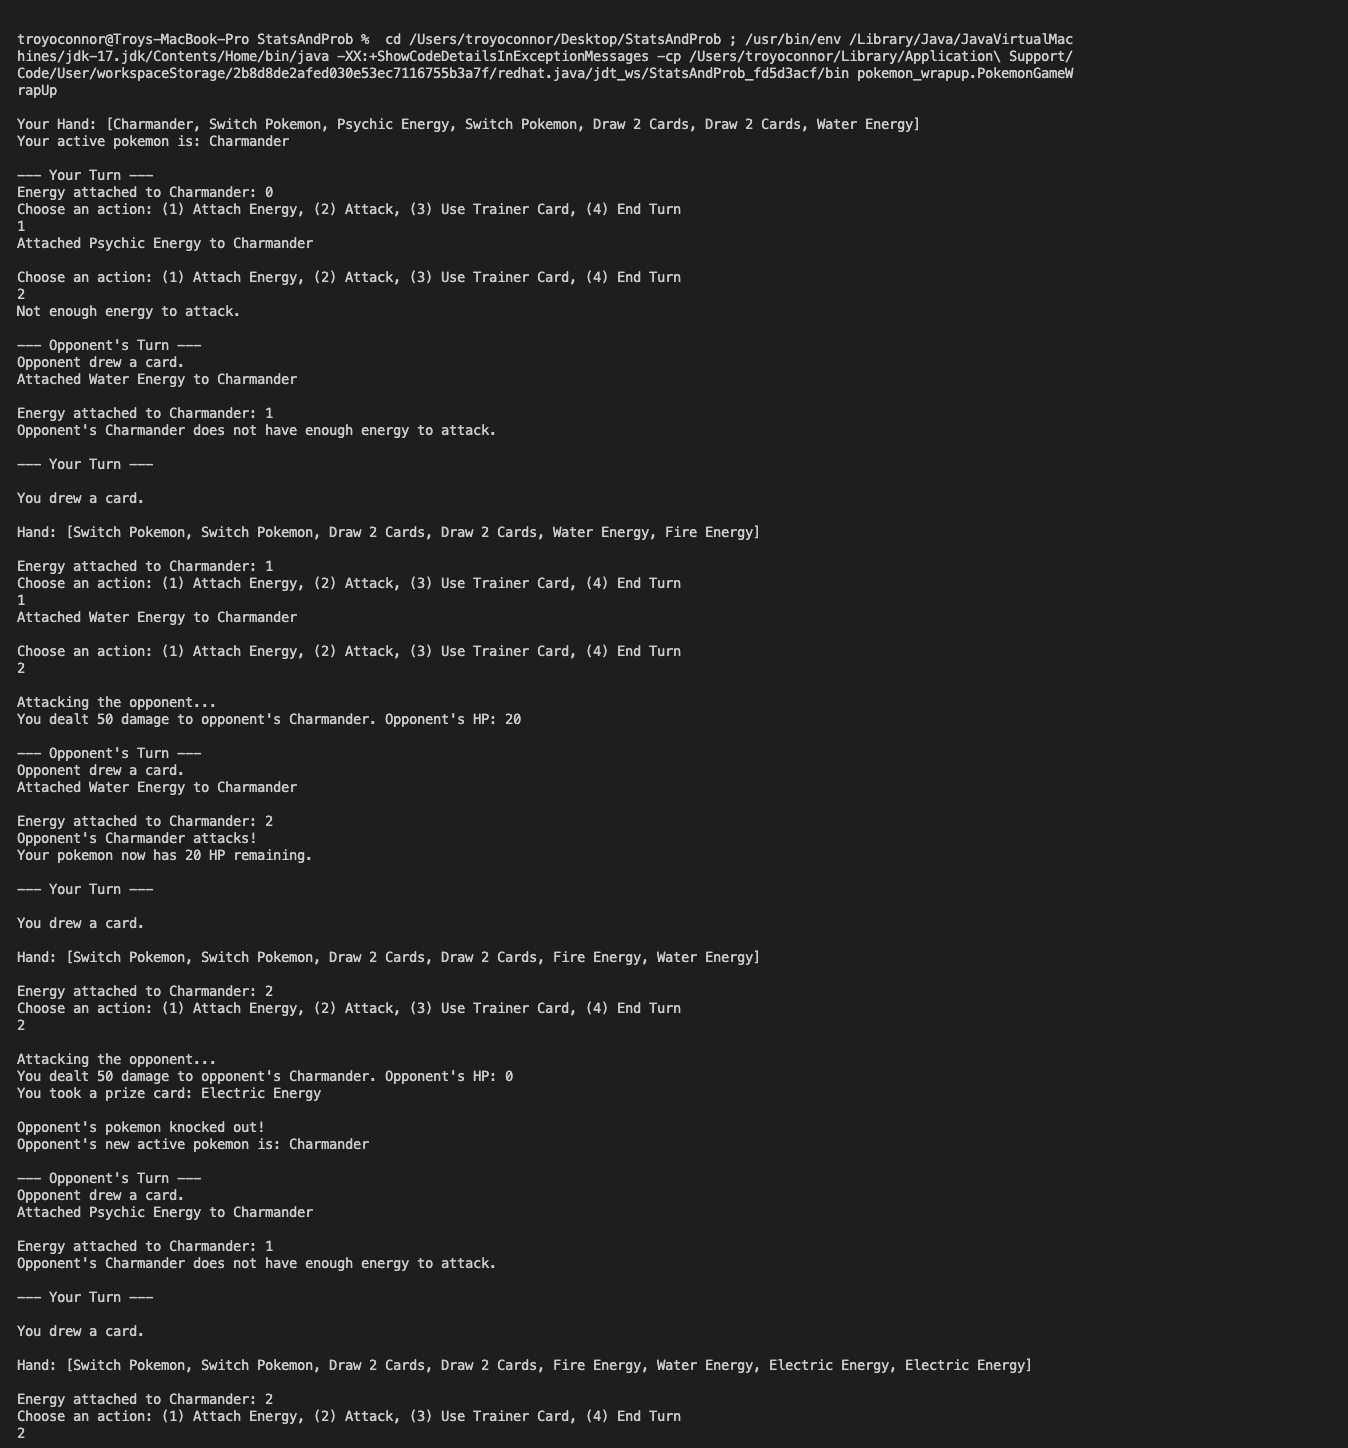 troyoconnor@Troys-MacBook-Pro StatsAndProb %  cd /Users/troyoconnor/Desktop/StatsAndProb ; /usr/bin/env /Library/Java/JavaVirtualMac
hines/jdk-17.jdk/Contents/Home/bin/java -XX:+ShowCodeDetailsInExceptionMessages -cp /Users/troyoconnor/Library/Application\ Support/
Code/User/workspaceStorage/2b8d8de2afed030e53ec7116755b3a7f/redhat.java/jdt_ws/StatsAndProb_fd5d3acf/bin pokemon_wrapup.PokemonGameW
rapUp
Your Hand: [Charmander, Switch Pokemon, Psychic Energy, Switch Pokemon, Draw 2 Cards, Draw 2 Cards, Water Energy]
Your active pokemon is: Charmander
--- Your Turn ---
Energy attached to Charmander: 0
Choose an action: (1) Attach Energy, (2) Attack, (3) Use Trainer Card, (4) End Turn
1
Attached Psychic Energy to Charmander
Choose an action: (1) Attach Energy, (2) Attack, (3) Use Trainer Card, (4) End Turn
2
Not enough energy to attack.
--- Opponent's Turn ---
Opponent drew a card.
Attached Water Energy to Charmander
Energy attached to Charmander: 1
Opponent's Charmander does not have enough energy to attack.
--- Your Turn ---
You drew a card.
Hand: [Switch Pokemon, Switch Pokemon, Draw 2 Cards, Draw 2 Cards, Water Energy, Fire Energy]
Energy attached to Charmander: 1
Choose an action: (1) Attach Energy, (2) Attack, (3) Use Trainer Card, (4) End Turn
1
Attached Water Energy to Charmander
Choose an action: (1) Attach Energy, (2) Attack, (3) Use Trainer Card, (4) End Turn
2
Attacking the opponent...
You dealt 50 damage to opponent's Charmander. Opponent's HP: 20
--- Opponent's Turn ---
Opponent drew a card.
Attached Water Energy to Charmander
Energy attached to Charmander: 2
Opponent's Charmander attacks!
Your pokemon now has 20 HP remaining.
--- Your Turn ---
You drew a card.
Hand: [Switch Pokemon, Switch Pokemon, Draw 2 Cards, Draw 2 Cards, Fire Energy, Water Energy]
Energy attached to Charmander: 2
Choose an action: (1) Attach Energy, (2) Attack, (3) Use Trainer Card, (4) End Turn
2
Attacking the opponent...
You dealt 50 damage to opponent's Charmander. Opponent's HP: 0
You took a prize card: Electric Energy
Opponent's pokemon knocked out!
Opponent's new active pokemon is: Charmander
--- Opponent's Turn ---
Opponent drew a card.
Attached Psychic Energy to Charmander
Energy attached to Charmander: 1
Opponent's Charmander does not have enough energy to attack.
--- Your Turn ---
You drew a card.
Hand: [Switch Pokemon, Switch Pokemon, Draw 2 Cards, Draw 2 Cards, Fire Energy, Water Energy, Electric Energy, Electric Energy]
Energy attached to Charmander: 2
Choose an action: (1) Attach Energy, (2) Attack, (3) Use Trainer Card, (4) End Turn
2